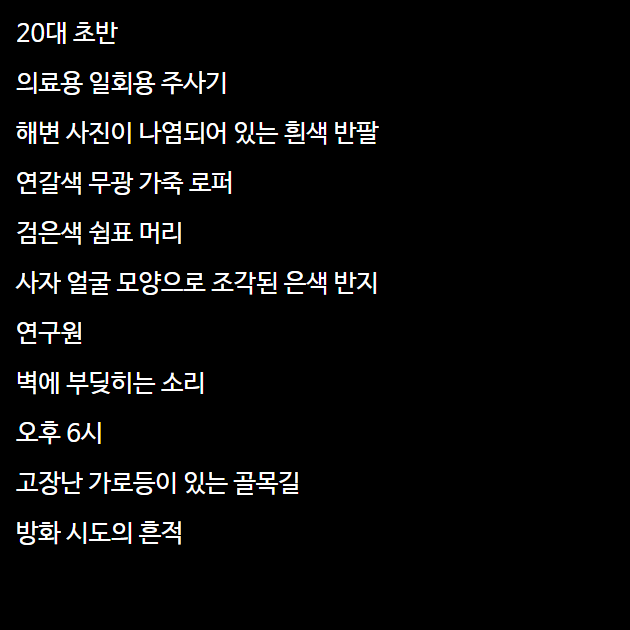 20대 초반
의료용 일회용 주사기
해변 사진이 나염되어 있는 흰색 반팔
연갈색 무광 가죽 로퍼
검은색 쉼표 머리
사자 얼굴 모양으로 조각된 은색 반지
연구원
벽에 부딪히는 소리
오후 6시
고장난 가로등이 있는 골목길
방화 시도의 흔적